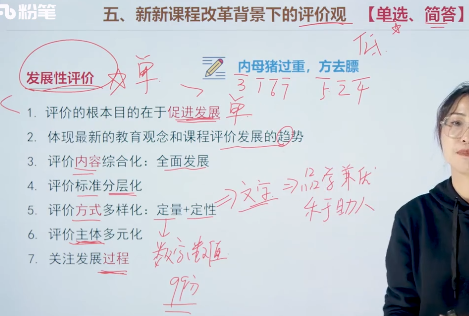 粉笔
五、新新课程改革背景下的评价观 【单选、简答】
低
发展性评价
单
内母猪过重，方去膘
3 1 6 7 5 2 4
1. 评价的根本目的在于促进发展 单
2. 体现最新的教育观念和课程评价发展的趋势
3. 评价内容综合化：全面发展
4. 评价标准分层化
5. 评价方式多样化：定量+定性
文字
品学兼优
乐于助人
6. 评价主体多元化
数字、数值
7. 关注发展过程
99分